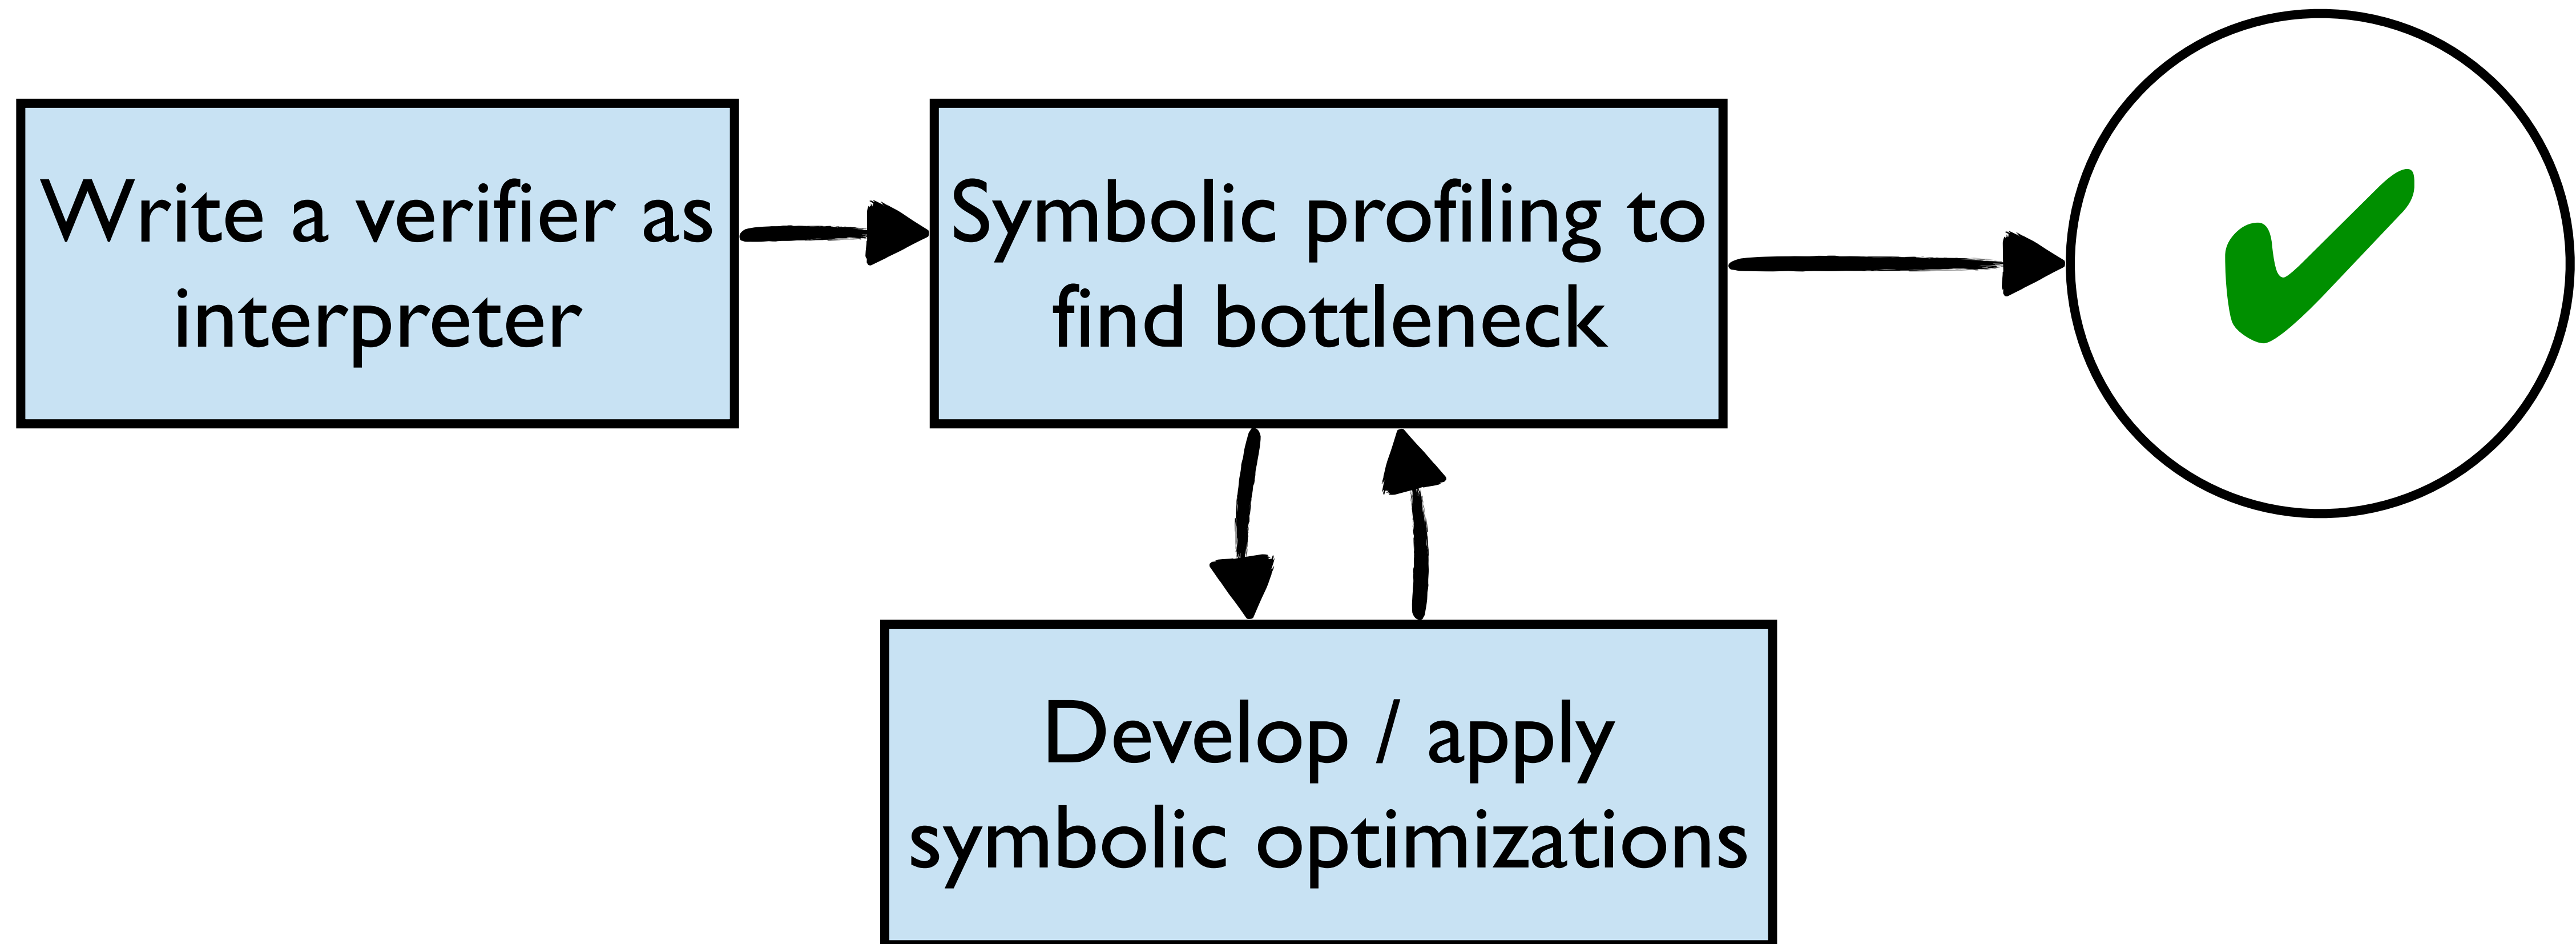 Write a verifier as
interpreter
Symbolic profiling to
find bottleneck
Develop / apply
symbolic optimizations